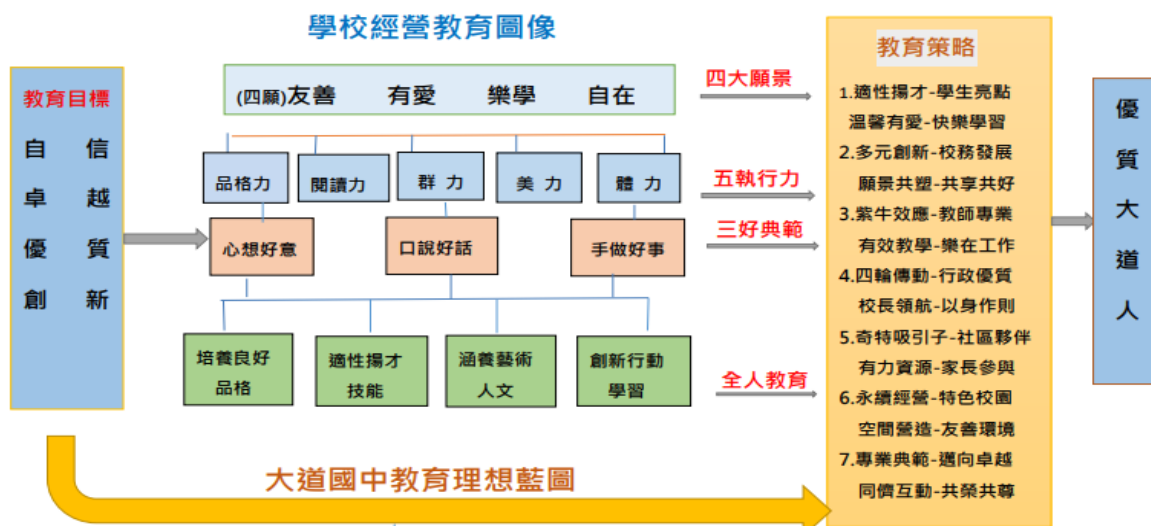 學校經營教育圖像
教育目標
自 信
卓 越
優 質
創 新
(四願)友善 有愛 樂學 自在
四大願景
品格力 閱讀力 群力 美力 體力
五執行力
心想好意 口說好話 手做好事
三好典範
培養良好
品格
適性揚才
技能
涵養藝術
人文
創新行動
學習
全人教育
教育策略
1.適性揚才-學生亮點
溫馨有愛-快樂學習
2.多元創新-校務發展
願景共塑-共享共好
3.紫牛效應-教師專業
有效教學-樂在工作
4.四輪傳動-行政優質
校長領航-以身作則
5.奇特吸引子-社區夥伴
有力資源-家長參與
6.永續經營-特色校園
空間營造-友善環境
7.專業典範-邁向卓越
同儕互動-共榮共尊
優質大道人
大道國中教育理想藍圖